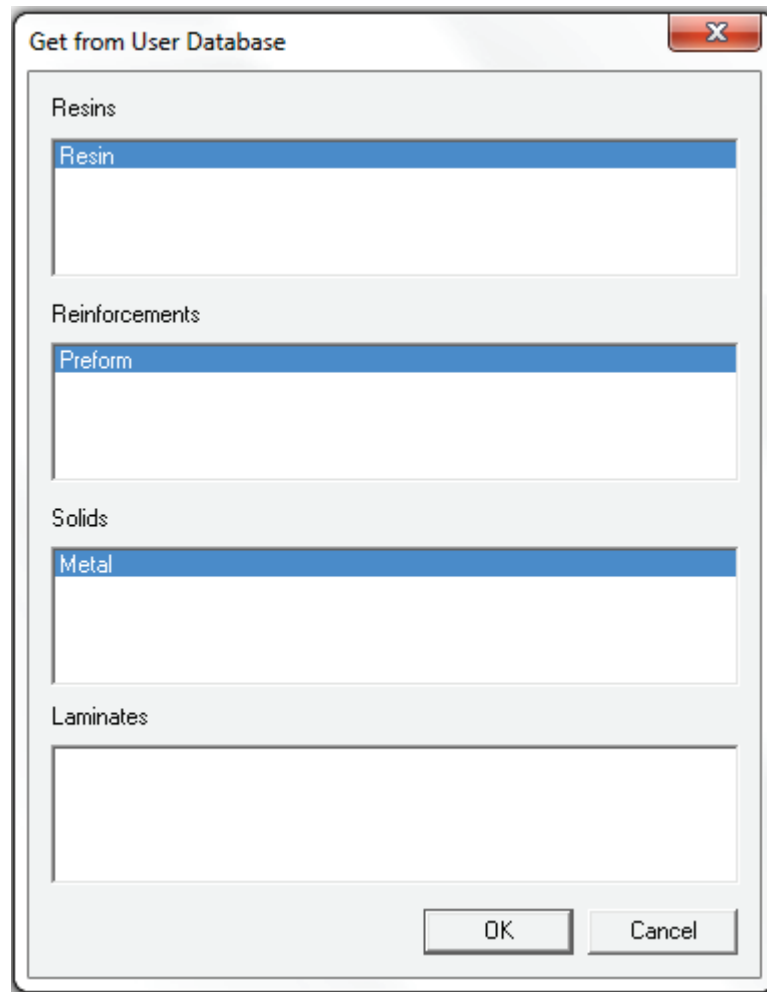 Get from User Database
Resins
Resin
Reinforcements
Preform
Solids
Metal
Laminates
OK Cancel